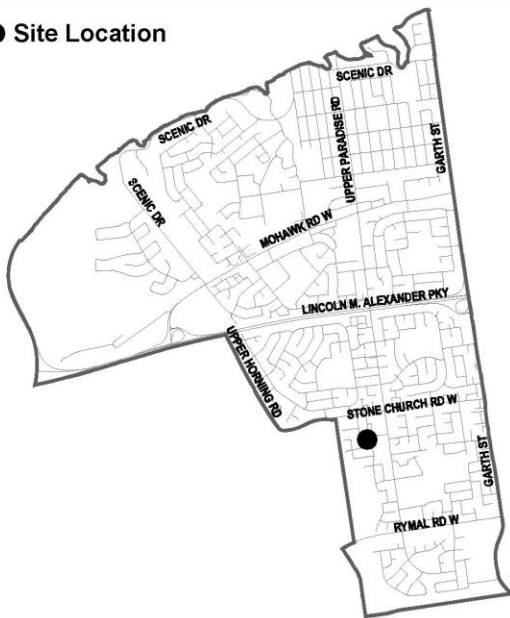 Site Location
SCENIC DR
SCENIC DR
SCENIC DR
UPPER PARADISE RD
GARTH ST
MOHAWK RD W
LINCOLN M. ALEXANDER PKY
UPPER HORNING RD
STONE CHURCH RD W
GARTH ST
RYMAL RD W